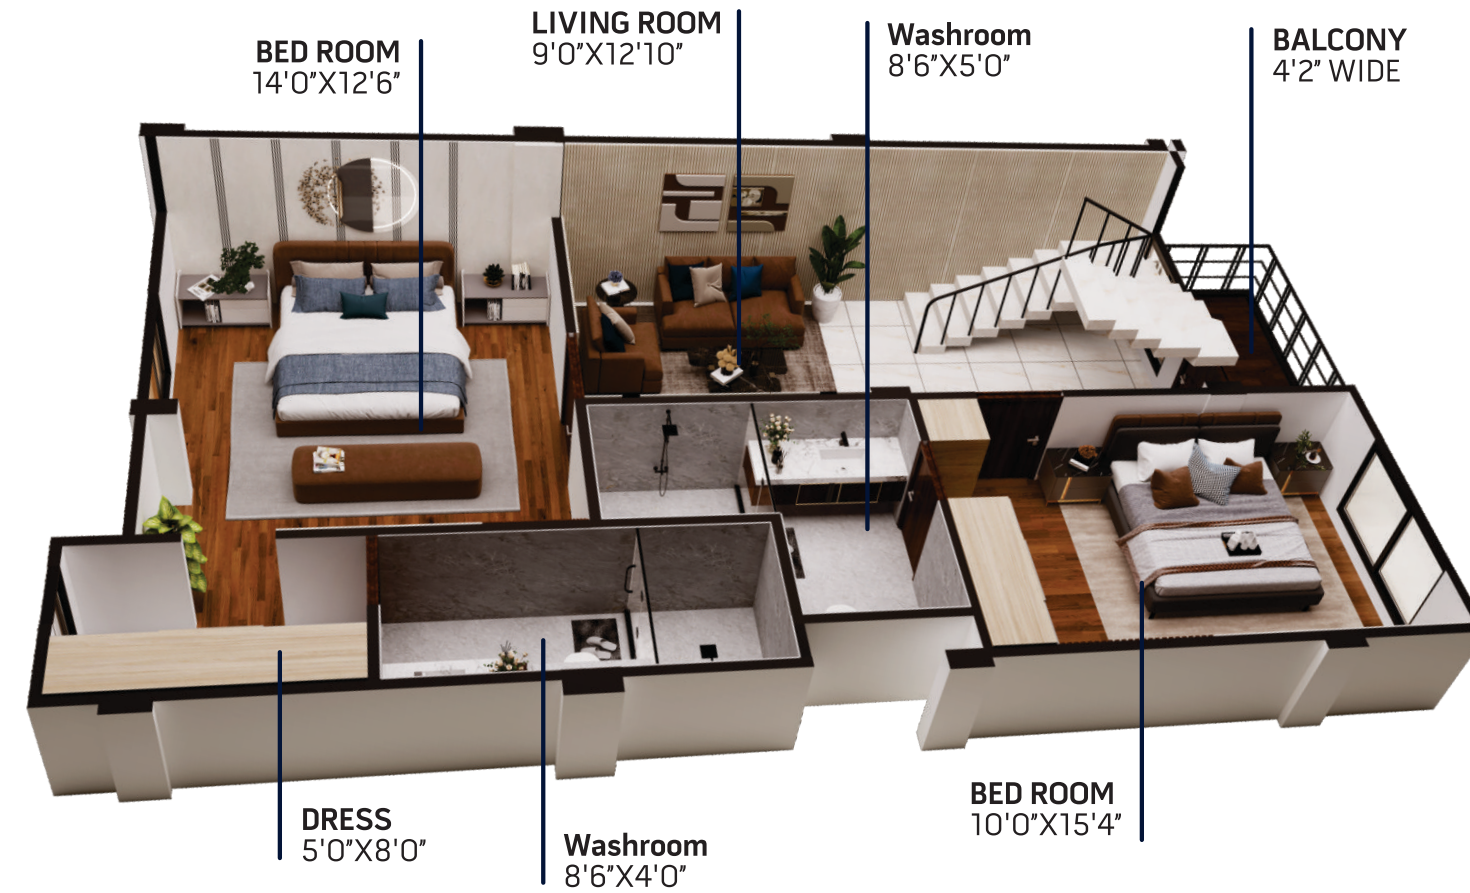 BED ROOM
14'0"X12'6"
LIVING ROOM
9'0"X12'10"
Washroom
8'6"X5'0"
BALCONY
4'2" WIDE
DRESS
5'0"X8'0"
Washroom
8'6"X4'0"
BED ROOM
10'0"X15'4"